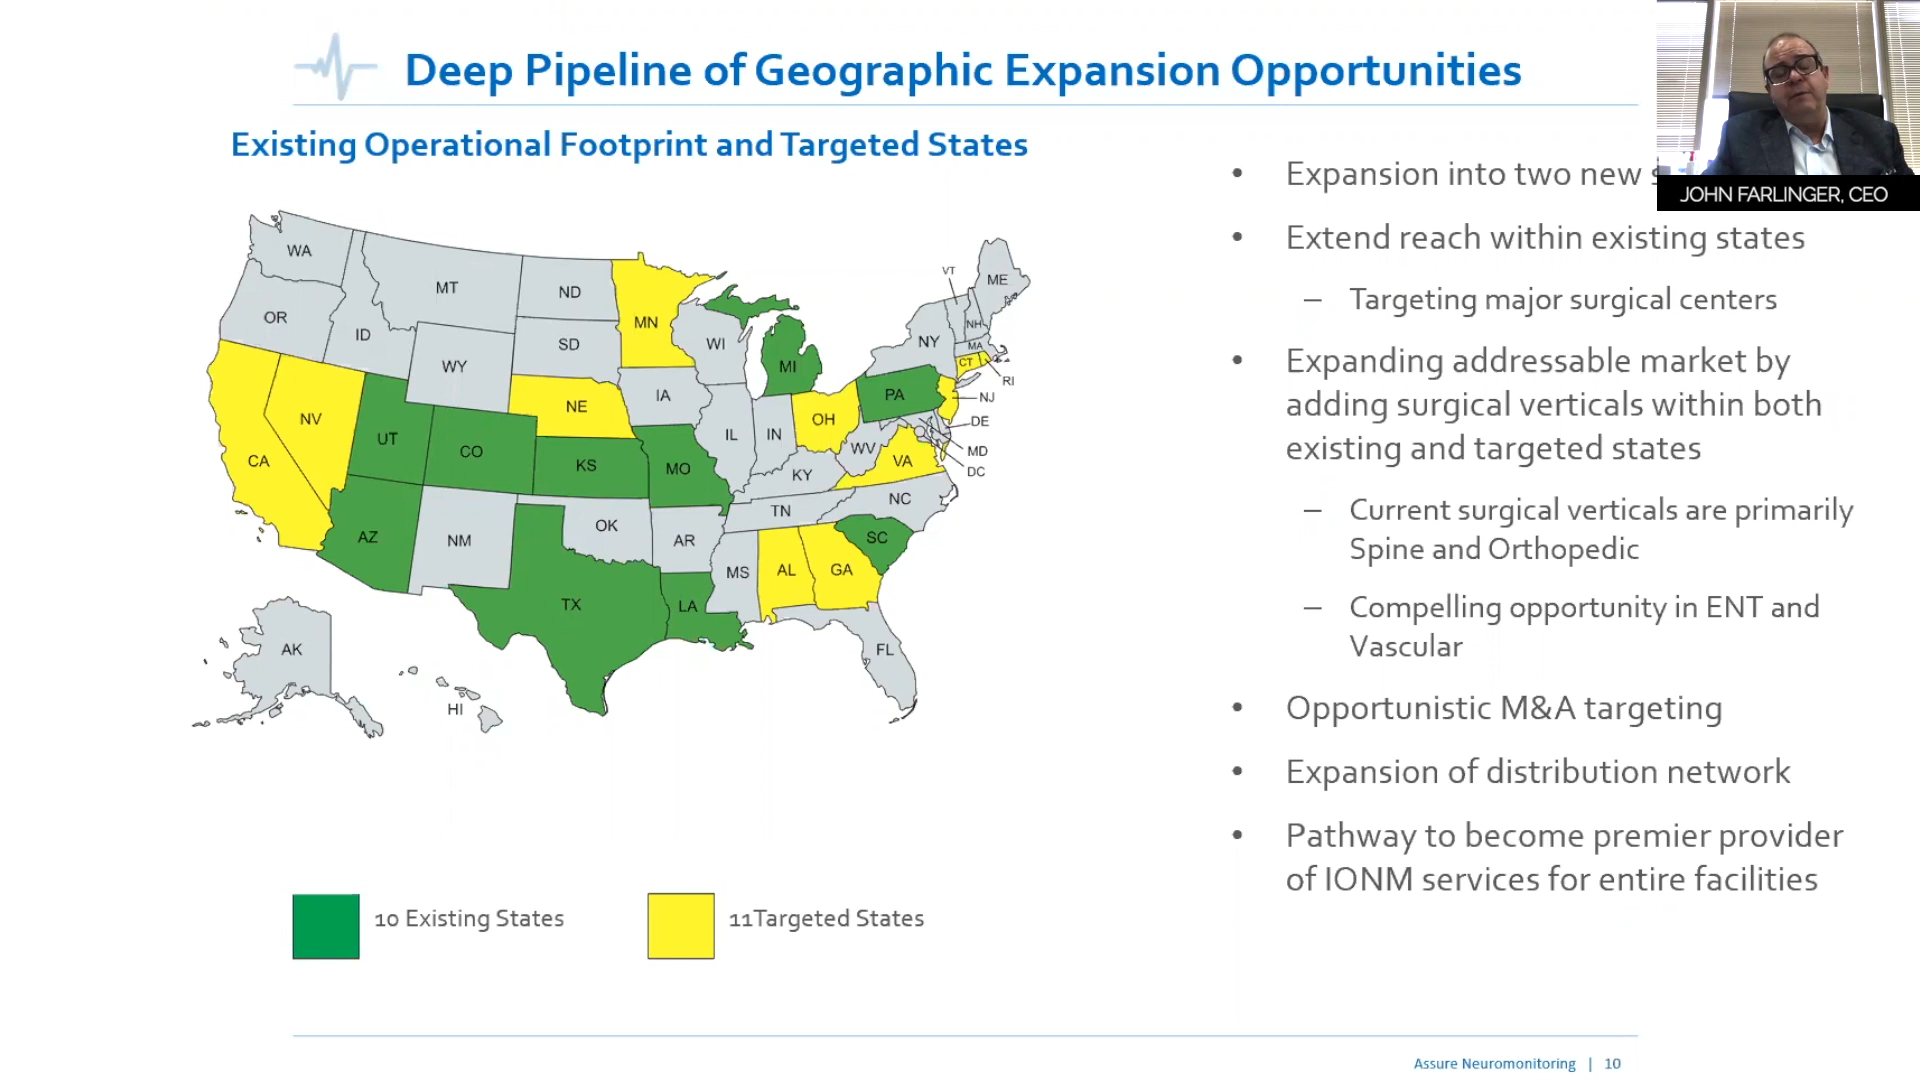 Deep Pipeline of Geographic Expansion Opportunities
JOHN FARLINGER, CEO
Existing Operational Footprint and Targeted States
WA
OR
ID
MT
ND
SD
WY
MN
WI
MI
IA
NE
NV
CA
UT
CO
KS
MO
IL
IN
OH
PA
NY
VT
NH
ME
MA
CT
RI
NJ
DE
MD
DC
WV
VA
KY
TN
NC
SC
AZ
NM
OK
AR
TX
LA
MS
AL
GA
FL
AK
HI
10 Existing States
11Targeted States
• Expansion into two new
• Extend reach within existing states
– Targeting major surgical centers
• Expanding addressable market by
adding surgical verticals within both
existing and targeted states
– Current surgical verticals are primarily
Spine and Orthopedic
– Compelling opportunity in ENT and
Vascular
• Opportunistic M&A targeting
• Expansion of distribution network
• Pathway to become premier provider
of IONM services for entire facilities
Assure Neuromonitoring | 10